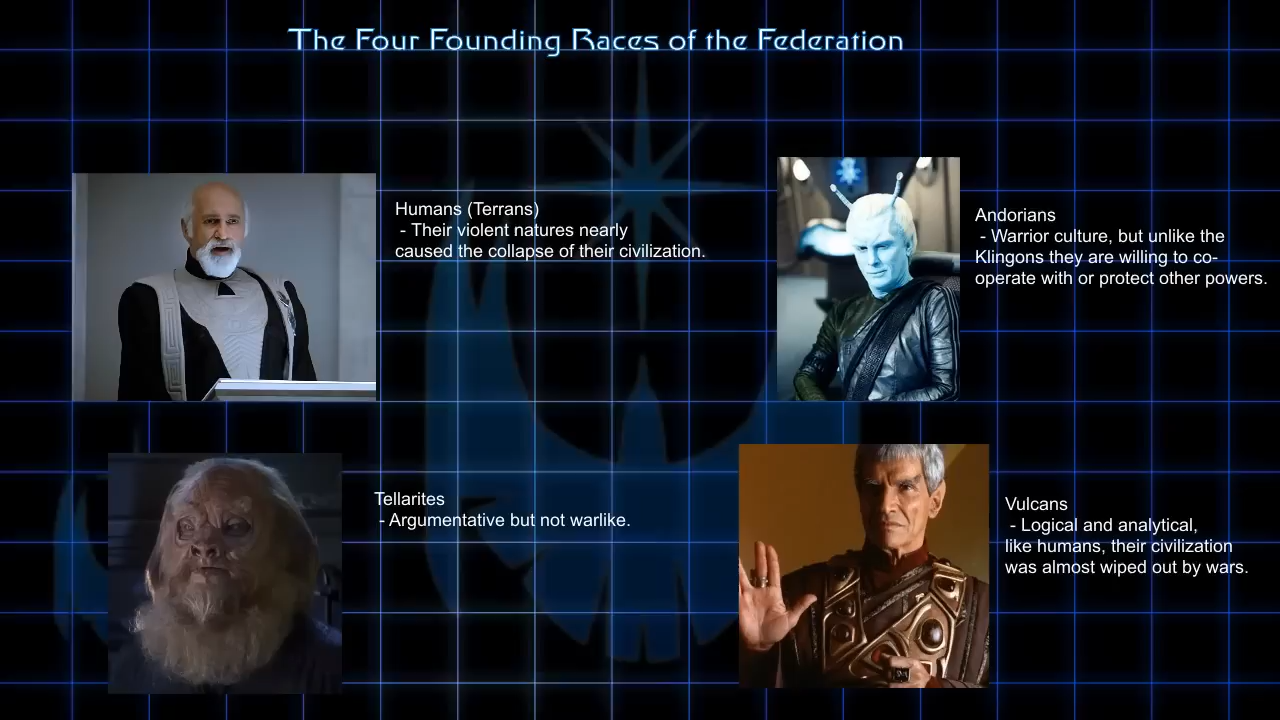 The Four Founding Races of the Federation
Humans (Terrans)
- Their violent natures nearly
caused the collapse of their civilization.
Andorians
- Warrior culture, but unlike the
Klingons they are willing to co-
operate with or protect other powers.
Tellarites
- Argumentative but not warlike.
Vulcans
- Logical and analytical,
like humans, their civilization
was almost wiped out by wars.